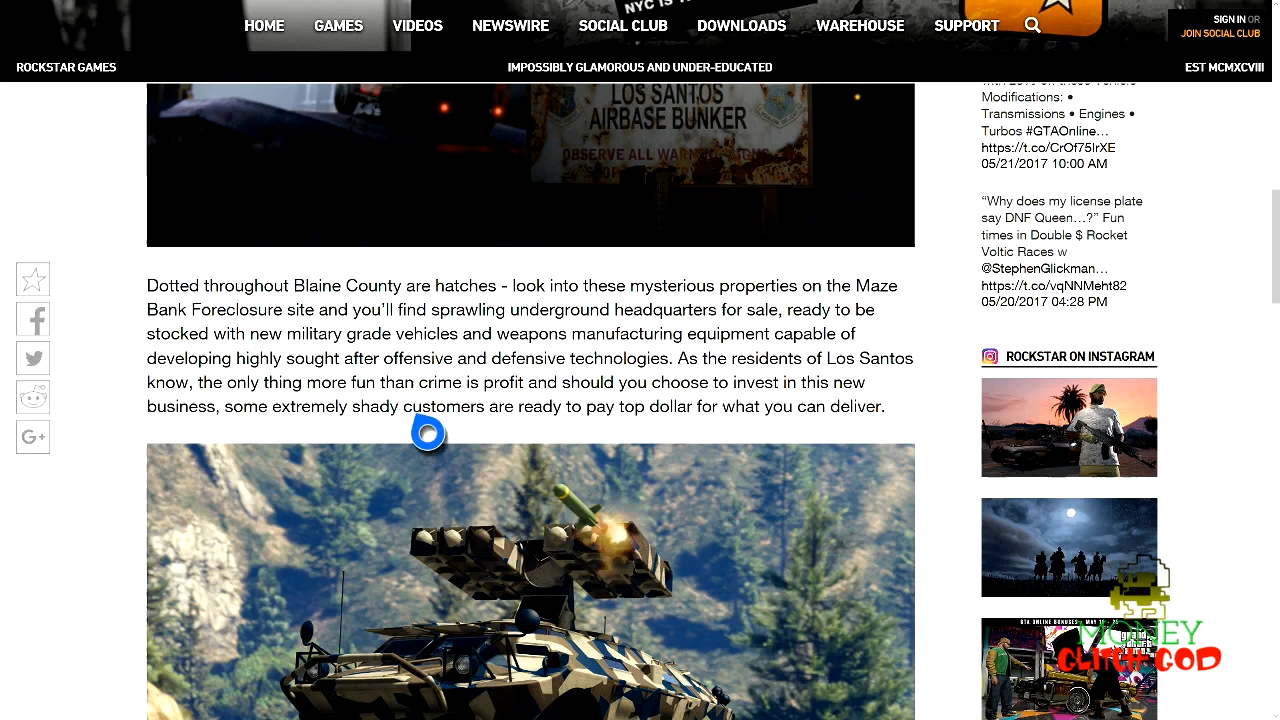 NYC IS
HOME
GAMES
VIDEOS
NEWSWIRE
SOCIAL CLUB
DOWNLOADS
WAREHOUSE
SUPPORT
SIGN IN OR
JOIN SOCIAL CLUB
ROCKSTAR GAMES
IMPOSSIBLY GLAMOROUS AND UNDER-EDUCATED
EST MCMXCVIII
LOS SANTOS
AIRBASE BUNKER
OBSERVE ALL WARNING SIGNS
Dotted throughout Blaine County are hatches - look into these mysterious properties on the Maze
Bank Foreclosure site and you'll find sprawling underground headquarters for sale, ready to be
stocked with new military grade vehicles and weapons manufacturing equipment capable of
developing highly sought after offensive and defensive technologies. As the residents of Los Santos
know, the only thing more fun than crime is profit and should you choose to invest in this new
business, some extremely shady customers are ready to pay top dollar for what you can deliver.
Modifications: •
Transmissions • Engines •
Turbos #GTAOnline…
https://t.co/CrOf75IrXE
05/21/2017 10:00 AM
“Why does my license plate
say DNF Queen…?” Fun
times in Double $ Rocket
Voltic Races w
@StephenGlickman…
https://t.co/vqNNMeht82
05/20/2017 04:28 PM
ROCKSTAR ON INSTAGRAM
GTA ONLINE BONUSES
G+
MONEY
GLITCH GOD